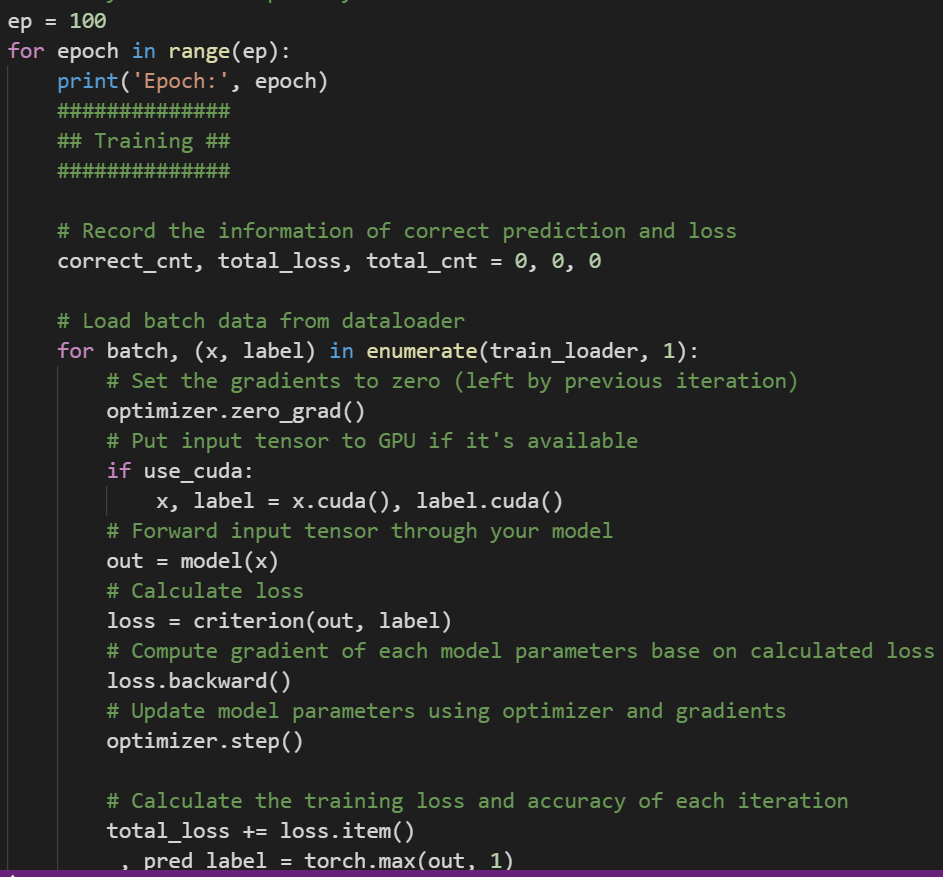 ep = 100
for epoch in range(ep):
    print('Epoch:', epoch)
    ##############
    ## Training ##
    ##############
    # Record the information of correct prediction and loss
    correct_cnt, total_loss, total_cnt = 0, 0, 0
    # Load batch data from dataloader
    for batch, (x, label) in enumerate(train_loader, 1):
        # Set the gradients to zero (left by previous iteration)
        optimizer.zero_grad()
        # Put input tensor to GPU if it's available
        if use_cuda:
            x, label = x.cuda(), label.cuda()
        # Forward input tensor through your model
        out = model(x)
        # Calculate loss
        loss = criterion(out, label)
        # Compute gradient of each model parameters base on calculated loss
        loss.backward()
        # Update model parameters using optimizer and gradients
        optimizer.step()
        # Calculate the training loss and accuracy of each iteration
        total_loss += loss.item()
        _, pred_label = torch.max(out, 1)